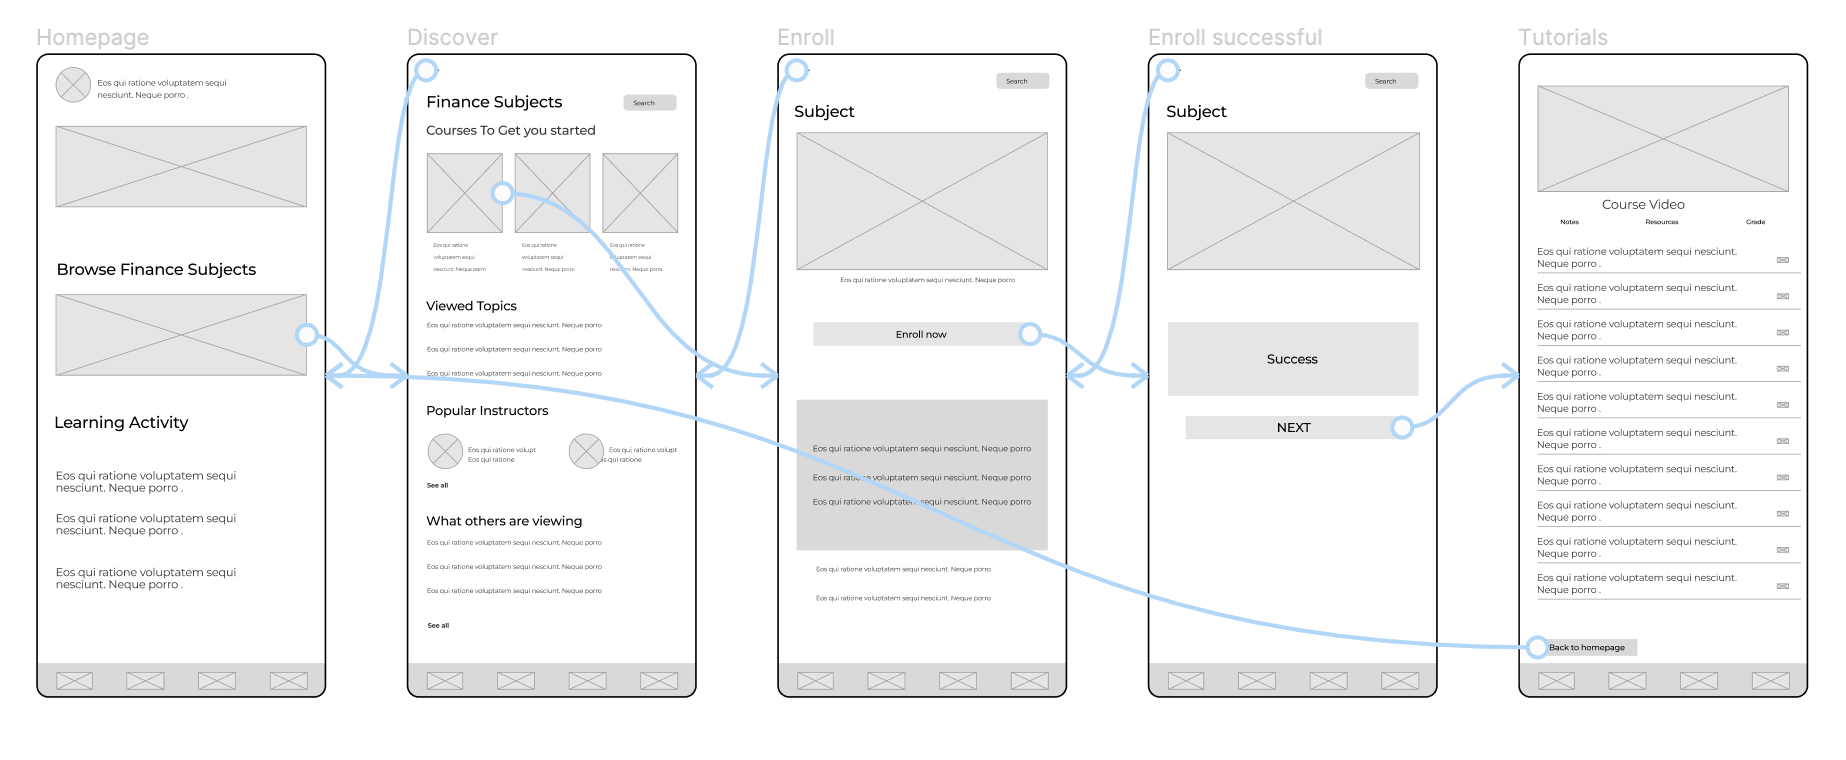 Homepage
Eos qui ratione voluptatem sequi
nesciunt. Neque porro .
Browse Finance Subjects
Learning Activity
Eos qui ratione voluptatem sequi
nesciunt. Neque porro .
Eos qui ratione voluptatem sequi
nesciunt. Neque porro .
Eos qui ratione voluptatem sequi
nesciunt. Neque porro .
Discover
Finance Subjects
Search
Courses To Get you started
Eos qui ratione
voluptatem sequi
nesciunt. Neque porro
Eos qui ratione
voluptatem sequi
nesciunt. Neque porro
Eos qui ratione
voluptatem sequi
nesciunt. Neque porro
Viewed Topics
Eos qui ratione voluptatem sequi nesciunt. Neque porro
Eos qui ratione voluptatem sequi nesciunt. Neque porro
Eos qui ratione voluptatem sequi nesciunt. Neque porro
Popular Instructors
Eos qui ratione volupt
Eos qui ratione
Eos qui ratione volupt
Eos qui ratione
See all
What others are viewing
Eos qui ratione voluptatem sequi nesciunt. Neque porro
Eos qui ratione voluptatem sequi nesciunt. Neque porro
Eos qui ratione voluptatem sequi nesciunt. Neque porro
See all
Enroll
Search
Subject
Eos qui ratione voluptatem sequi nesciunt. Neque porro
Enroll now
Eos qui ratione voluptatem sequi nesciunt. Neque porro
Eos qui ratione voluptatem sequi nesciunt. Neque porro
Eos qui ratione voluptatem sequi nesciunt. Neque porro
Eos qui ratione voluptatem sequi nesciunt. Neque porro
Eos qui ratione voluptatem sequi nesciunt. Neque porro
Enroll successful
Search
Subject
Success
NEXT
Tutorials
Course Video
Notes
Resources
Grade
Eos qui ratione voluptatem sequi nesciunt.
Neque porro .
Eos qui ratione voluptatem sequi nesciunt.
Neque porro .
Eos qui ratione voluptatem sequi nesciunt.
Neque porro .
Eos qui ratione voluptatem sequi nesciunt.
Neque porro .
Eos qui ratione voluptatem sequi nesciunt.
Neque porro .
Eos qui ratione voluptatem sequi nesciunt.
Neque porro .
Eos qui ratione voluptatem sequi nesciunt.
Neque porro .
Eos qui ratione voluptatem sequi nesciunt.
Neque porro .
Eos qui ratione voluptatem sequi nesciunt.
Neque porro .
Eos qui ratione voluptatem sequi nesciunt.
Neque porro .
Back to homepage